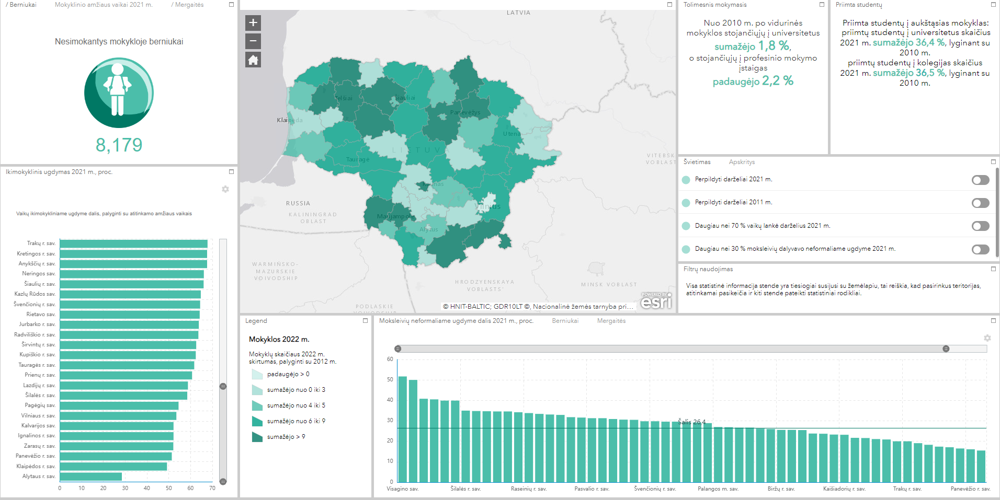 / Berniukai
Mokyklinio amžiaus vaikai 2021 m.
/ Mergaitės
Nesimokantys mokykloje berniukai
8,179
Ikimokyklinis ugdymas 2021 m., proc.
Vaikų ikimokykliniame ugdyme dalis, palyginti su atitinkamo amžiaus vaikais
Trakų r. sav.
Kretingos r. sav.
Anykščių r. sav.
Neringos sav.
Šiaulių r. sav.
Kazlų Rūdos sav.
Švenčionių r. sav.
Rietavo sav.
Jurbarko r. sav.
Radviliškio r. sav.
Širvintų r. sav.
Kupiškio r. sav.
Tauragės r. sav.
Prienų r. sav.
Lazdijų r. sav.
Šilalės r. sav.
Pagėgių sav.
Vilniaus r. sav.
Kalvarijos sav.
Ignalinos r. sav.
Zarasų r. sav.
Panevėžio r. sav.
Klaipėdos r. sav.
Alytaus r. sav.
0 10 20 30 40 50 60 70
+
−
LATVIA
Telšiai
Šiauliai
Panevėžys
Klaipėda
Utena
LIETUVA
Tauragė
VITEBSK
VOBLAST
Kaunas
RUSSIA
KALININGRAD
OBLAST
Marijampolė
Vilnius
Alytus
WARMIŃSKO-
MAZURSKIE
VOIVODSHIP
HRODZYENSKAYA
VOBLASTS'
MINSK VOBLAST
PODLASKIE
VOIVODSHIP
POWERED BY
esri
© HNIT-BALTIC; GDR10LT ©, Nacionalinė žemės tarnyba pri...
Legend
Mokyklos 2022 m.
Mokyklų skaičiaus 2022 m.
skirtumas, palyginti su 2012 m.
padaugėjo > 0
sumažėjo nuo 0 iki 3
sumažėjo nuo 4 iki 5
sumažėjo nuo 6 iki 9
sumažėjo > 9
Tolimesnis mokymasis
Nuo 2010 m. po vidurinės
mokyklos stojančiųjų į universitetus
sumažėjo 1,8 %,
o stojančiųjų į profesinio mokymo
įstaigas
padaugėjo 2,2 %
Priimta studentų
Priimta studentų į aukštąsias mokyklas:
priimtų studentų į universitetus skaičius
2021 m. sumažėjo 36,4 %, lyginant su
2010 m.
priimtų studentų į kolegijas skaičius
2021 m. sumažėjo 36,5 %, lyginant su
2010 m.
Švietimas
Apskritys
Perpildyti darželiai 2021 m.
Perpildyti darželiai 2011 m.
Daugiau nei 70 % vaikų lankė darželius 2021 m.
Daugiau nei 30 % moksleivių dalyvavo neformaliame ugdyme 2021 m.
Filtrų naudojimas
Visa statistinė informacija stende yra tiesiogiai susijusi su žemėlapiu, tai reiškia, kad pasirinkus teritorijas,
atitinkamai pasikeičia ir kiti stende pateikti statistiniai rodikliai.
Moksleivių neformaliame ugdyme dalis 2021 m., proc.
Berniukai
Mergaitės
60
50
40
30
20
10
0
Šalis 26,4
Visagino sav.
Šilalės r. sav.
Raseinių r. sav.
Pasvalio r. sav.
Švenčionių r. sav.
Palangos m. sav.
Biržų r. sav.
Kaišiadorių r. sav.
Trakų r. sav.
Panevėžio r. sav.